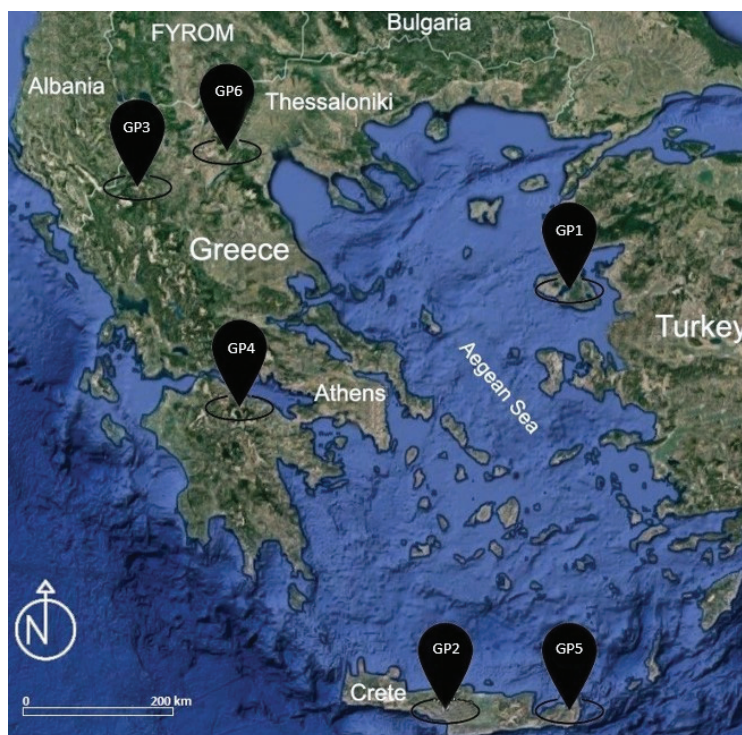 FYROM
Bulgaria
Albania
GP6
Thessaloniki
GP3
GP1
Greece
Turkey
GP4
Aegean Sea
Athens
N
GP2
GP5
Crete
0
200 km